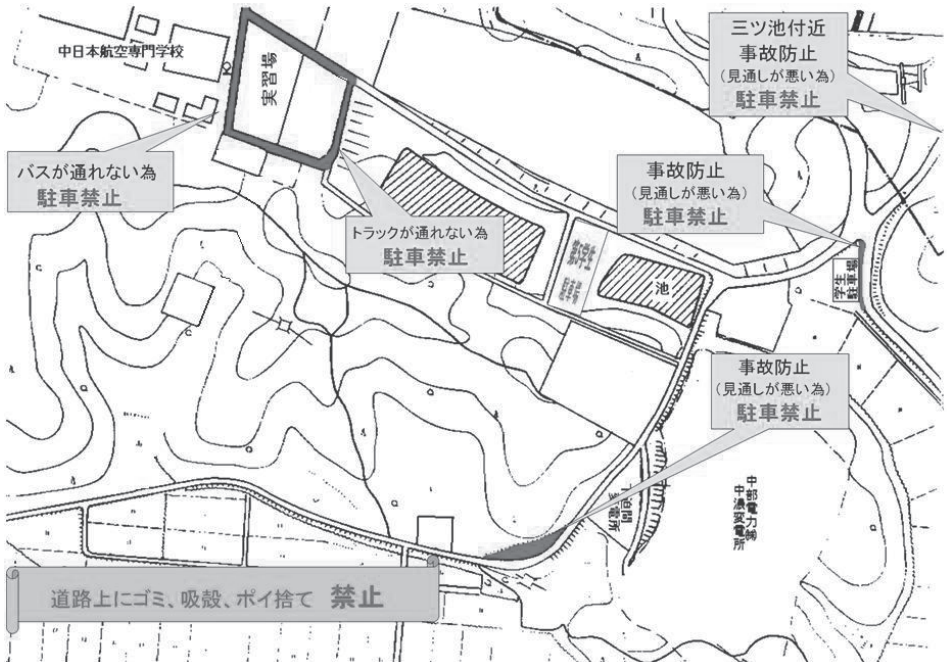 中日本航空専門学校
実習場
三ツ池付近
事故防止
(見通しが悪い為)
駐車禁止
バスが通れない為
駐車禁止
トラックが通れない為
駐車禁止
事故防止
(見通しが悪い為)
駐車禁止
学生
駐車場
池
事故防止
(見通しが悪い為)
駐車禁止
中部電力㈱
中濃変電所
道路上にゴミ、吸殻、ポイ捨て 禁止